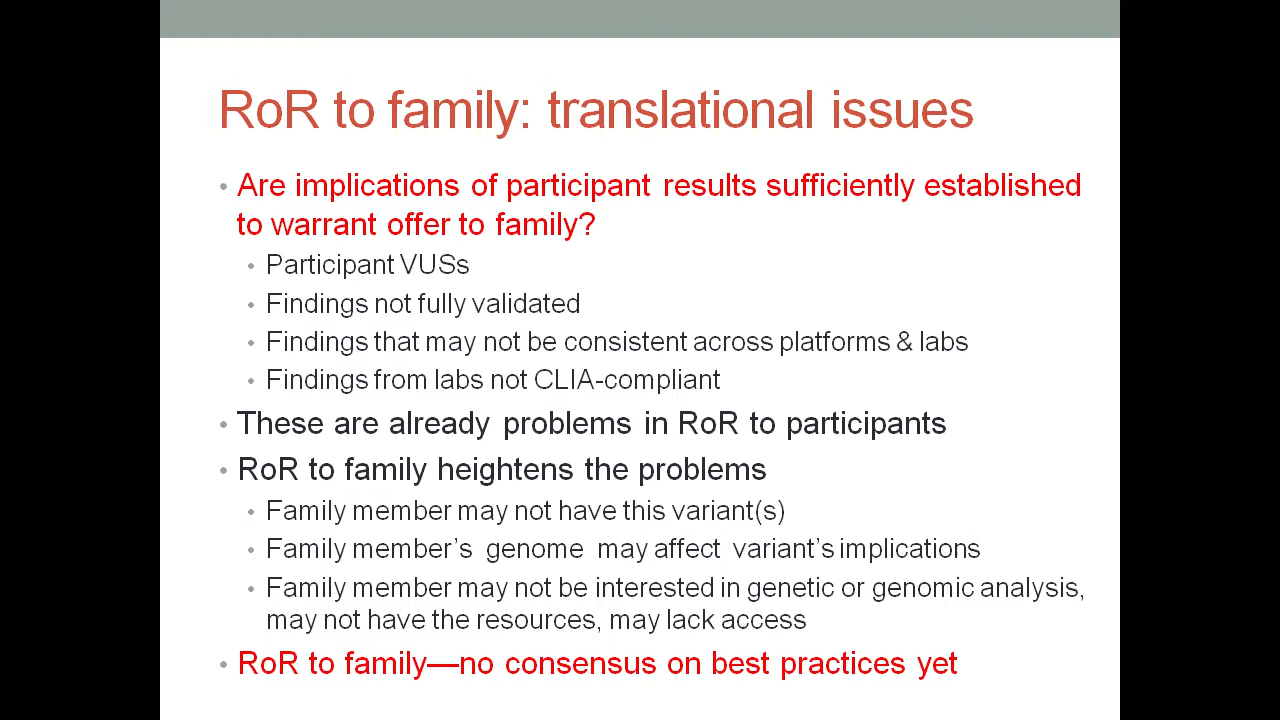 RoR to family: translational issues
• Are implications of participant results sufficiently established
to warrant offer to family?
• Participant VUSs
• Findings not fully validated
• Findings that may not be consistent across platforms & labs
• Findings from labs not CLIA-compliant
• These are already problems in RoR to participants
• RoR to family heightens the problems
• Family member may not have this variant(s)
• Family member’s genome may affect variant’s implications
• Family member may not be interested in genetic or genomic analysis,
may not have the resources, may lack access
• RoR to family—no consensus on best practices yet